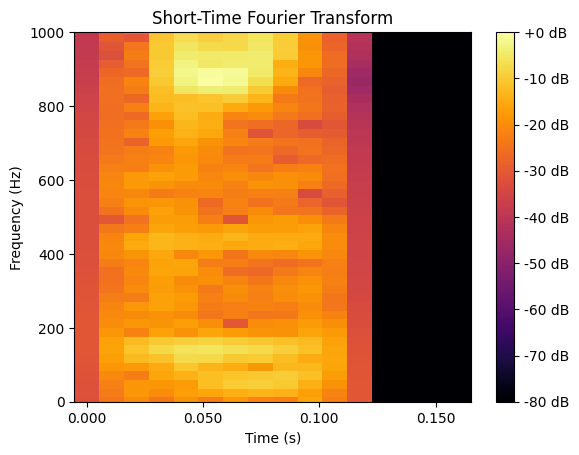 Short-Time Fourier Transform
Frequency (Hz)
1000
800
600
400
200
0
0.000
0.050
0.100
0.150
Time (s)
+0 dB
-10 dB
-20 dB
-30 dB
-40 dB
-50 dB
-60 dB
-70 dB
-80 dB